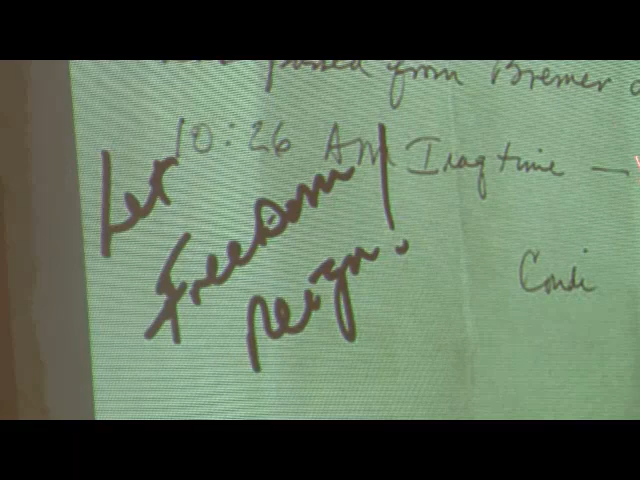 passed from Bremer
10:26 AM Iraq time —
Let
Freedom
Reign!
Condi